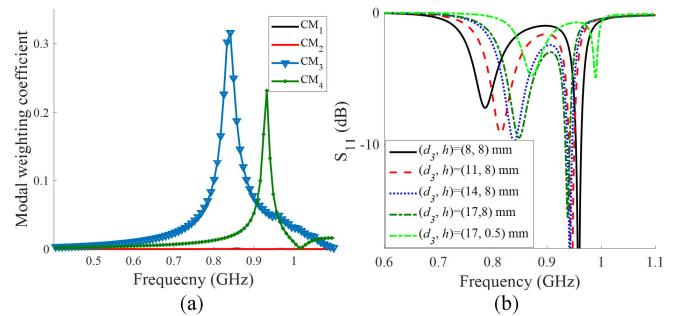 0.3
0.2
0.1
0
Modal weighting coefficient
CM1
CM2
CM3
CM4
0.5
0.6
0.7
0.8
0.9
1
Frequecny (GHz)
(a)
0
-10
S11 (dB)
(d3, h)=(8, 8) mm
(d3, h)=(11, 8) mm
(d3, h)=(14, 8) mm
(d3, h)=(17,8) mm
(d3, h)=(17, 0.5) mm
0.6
0.7
0.8
0.9
1
1.1
Frequency (GHz)
(b)